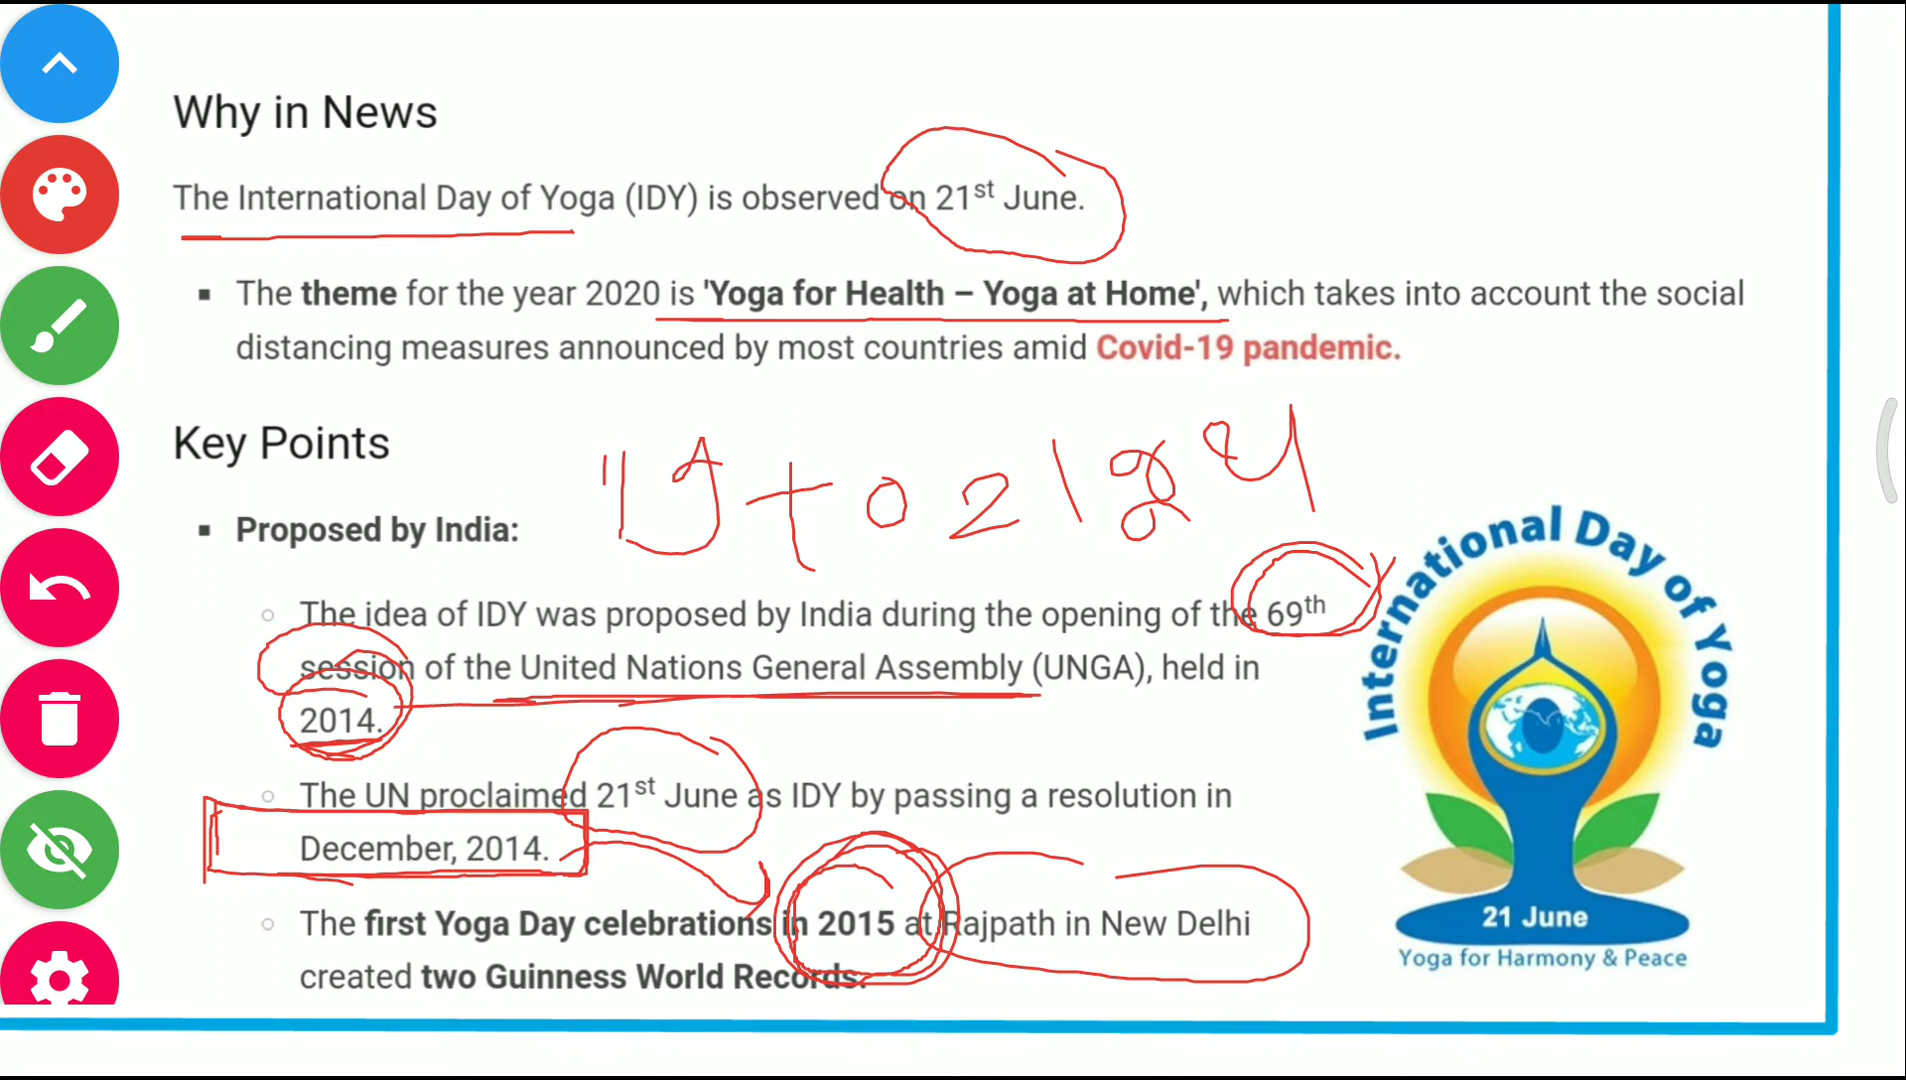 Why in News
The International Day of Yoga (IDY) is observed on 21st June.
▪ The theme for the year 2020 is 'Yoga for Health – Yoga at Home', which takes into account the social
distancing measures announced by most countries amid Covid-19 pandemic.
Key Points
▪ Proposed by India:
○ The idea of IDY was proposed by India during the opening of the 69th
session of the United Nations General Assembly (UNGA), held in
2014.
○ The UN proclaimed 21st June as IDY by passing a resolution in
December, 2014.
○ The first Yoga Day celebrations in 2015 at Rajpath in New Delhi
created two Guinness World Records.
International Day of Yoga
21 June
Yoga for Harmony & Peace